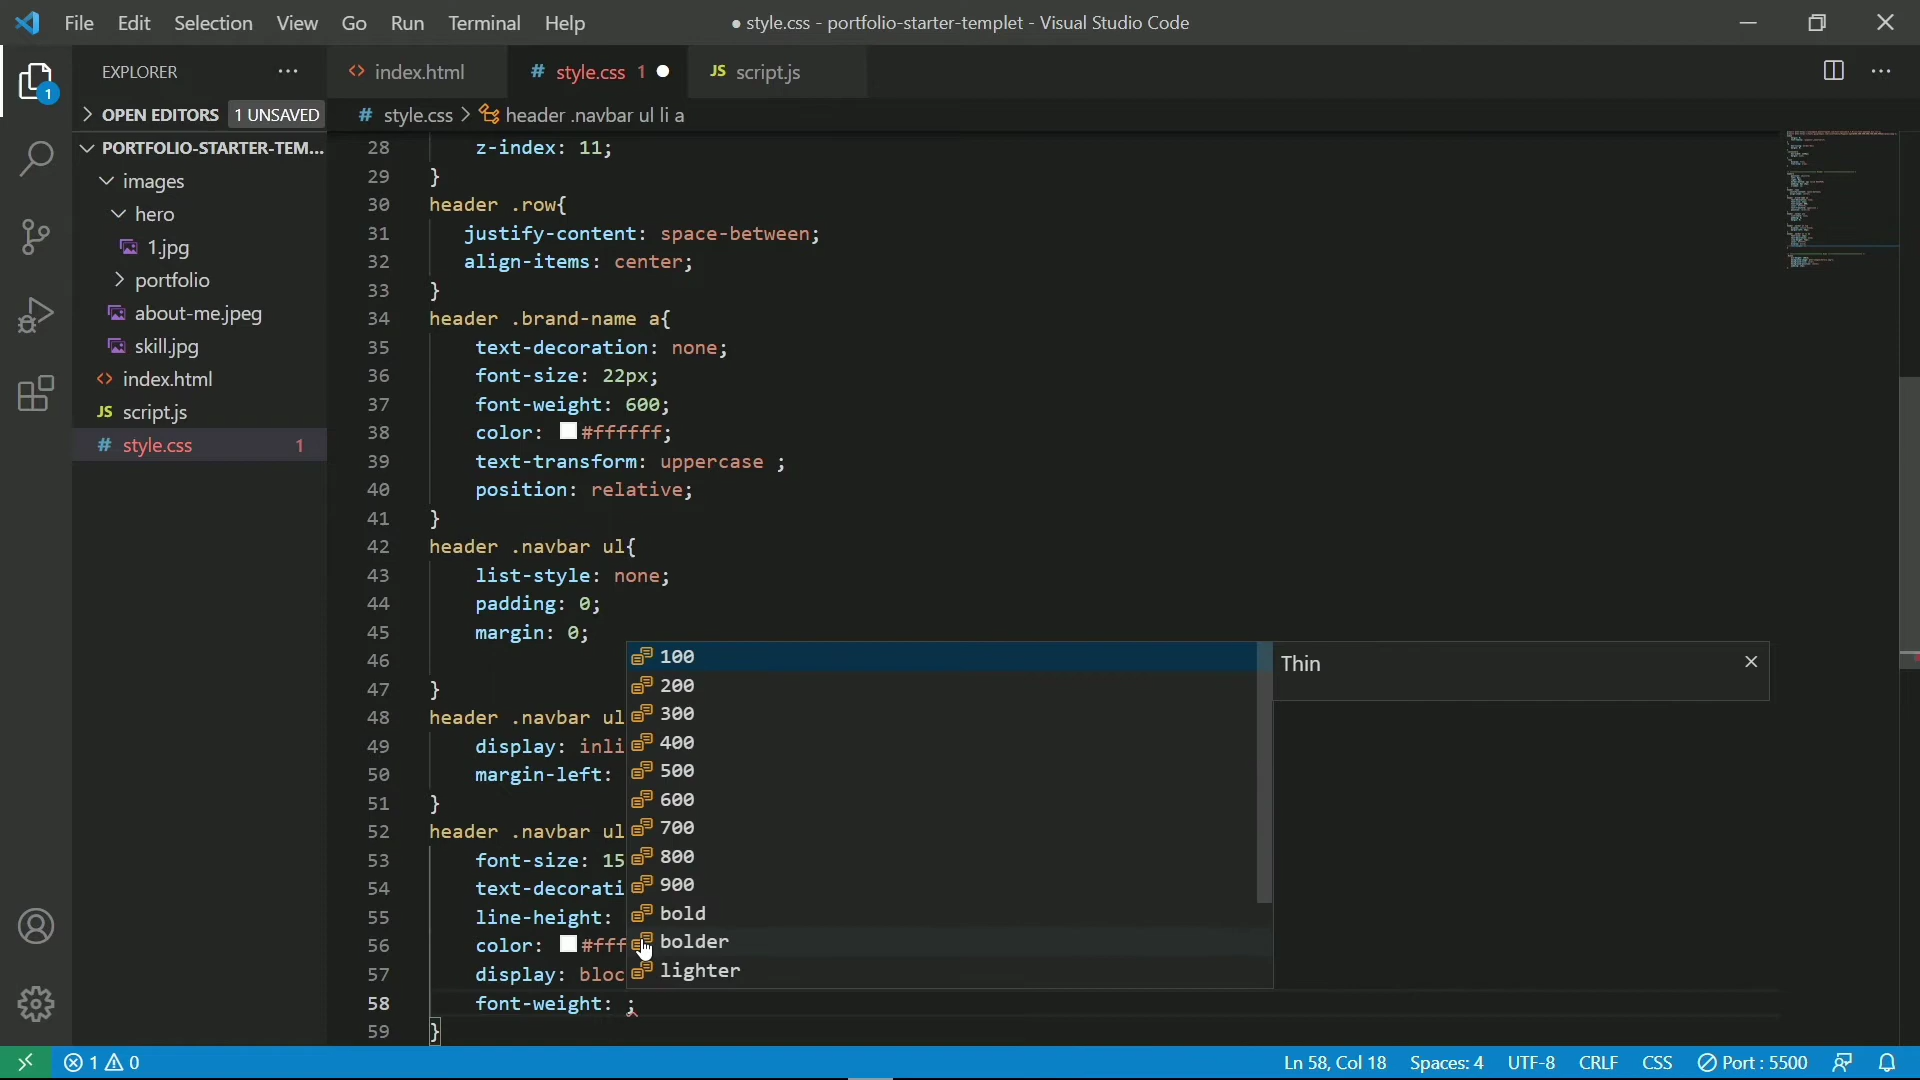 File Edit Selection View Go Run Terminal Help
● style.css - portfolio-starter-templet - Visual Studio Code
EXPLORER
index.html
# style.css 1
JS script.js
OPEN EDITORS 1 UNSAVED
# style.css > header .navbar ul li a
PORTFOLIO-STARTER-TEM...
images
hero
1.jpg
portfolio
about-me.jpeg
skill.jpg
<> index.html
JS script.js
# style.css 1
28 z-index: 11;
29 }
30 header .row{
31 justify-content: space-between;
32 align-items: center;
33 }
34 header .brand-name a{
35 text-decoration: none;
36 font-size: 22px;
37 font-weight: 600;
38 color: #ffffff;
39 text-transform: uppercase ;
40 position: relative;
41 }
42 header .navbar ul{
43 list-style: none;
44 padding: 0;
45 margin: 0;
46
47 }
48 header .navbar ul
49 display: inli
50 margin-left:
51 }
52 header .navbar ul
53 font-size: 15
54 text-decorati
55 line-height:
56 color: #fff
57 display: bloc
58 font-weight: ;
59 }
100
200
300
400
500
600
700
800
900
bold
bolder
lighter
Thin
1 0
Ln 58, Col 18 Spaces: 4 UTF-8 CRLF CSS Port : 5500